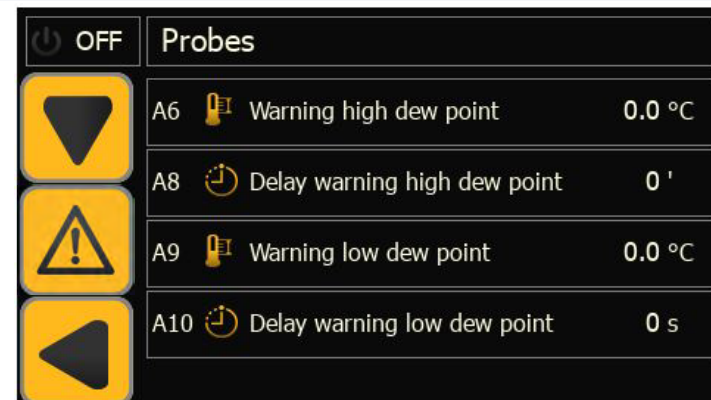 OFF Probes
A6 Warning high dew point 0.0 °C
A8 Delay warning high dew point 0 '
A9 Warning low dew point 0.0 °C
A10 Delay warning low dew point 0 s